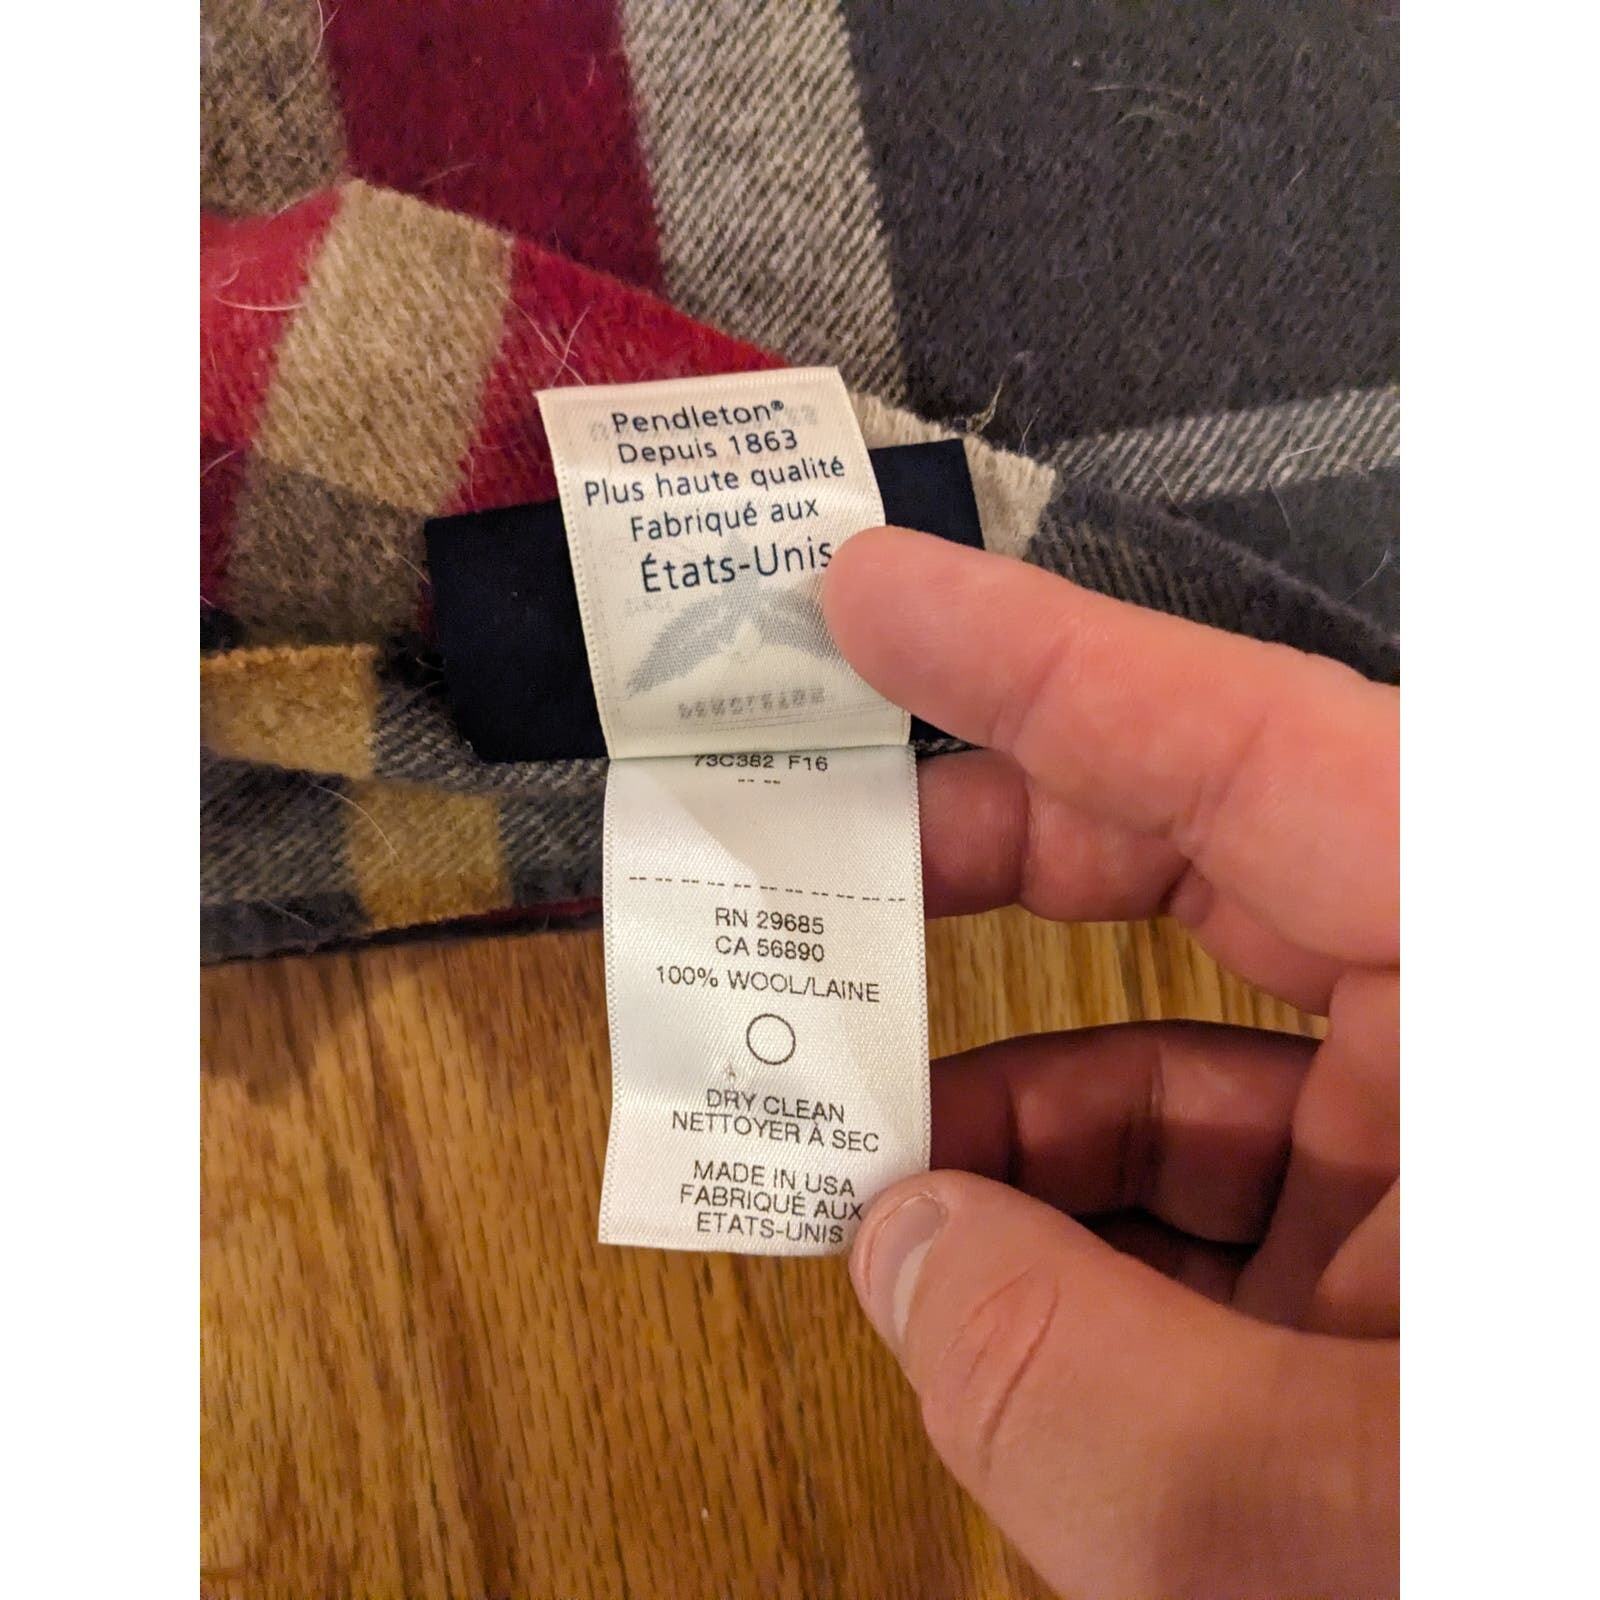 Pendleton®
Depuis 1863
Plus haute qualité
Fabriqué aux
États-Unis
73C382 F16
RN 29685
CA 56890
100% WOOL/LAINE
DRY CLEAN
NETTOYER À SEC
MADE IN USA
FABRIQUÉ AUX
ETATS-UNIS